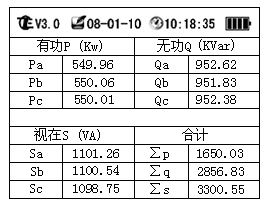 V3.0 08-01-10 10:18:35
有功P (Kw) 无功Q (KVar)
Pa 549.96 Qa 952.62
Pb 550.06 Qb 951.83
Pc 550.01 Qc 952.38
视在S (VA) 合计
Sa 1101.26 ∑p 1650.03
Sb 1100.54 ∑q 2856.83
Sc 1098.75 ∑s 3300.55